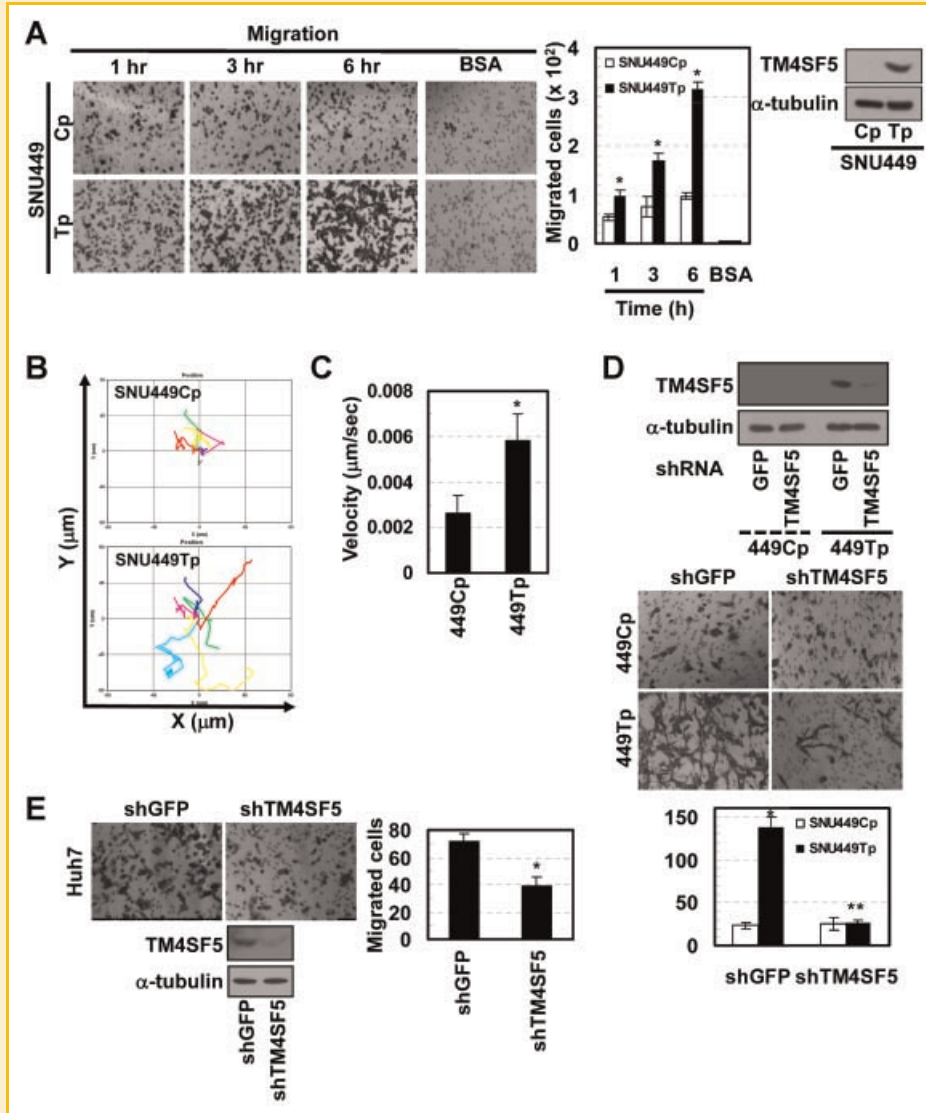 A
Migration
1 hr 3 hr 6 hr BSA
SNU449
Cp
Tp
Migrated cells (x 10²)
4
3
2
1
0
SNU449Cp
SNU449Tp
*
*
*
1 3 6 BSA
Time (h)
TM4SF5
α-tubulin
Cp Tp
SNU449
B
Position
SNU449Cp
Position
SNU449Tp
Y (μm)
X (μm)
C
Velocity (μm/sec)
0.008
0.006
0.004
0.002
0
*
449Cp
449Tp
D
TM4SF5
α-tubulin
shRNA
GFP
TM4SF5
GFP
TM4SF5
449Cp 449Tp
shGFP shTM4SF5
449Cp
449Tp
150
100
50
0
SNU449Cp
SNU449Tp
*
**
shGFP shTM4SF5
E
shGFP shTM4SF5
Huh7
TM4SF5
α-tubulin
shGFP
shTM4SF5
Migrated cells
80
60
40
20
0
*
shGFP
shTM4SF5